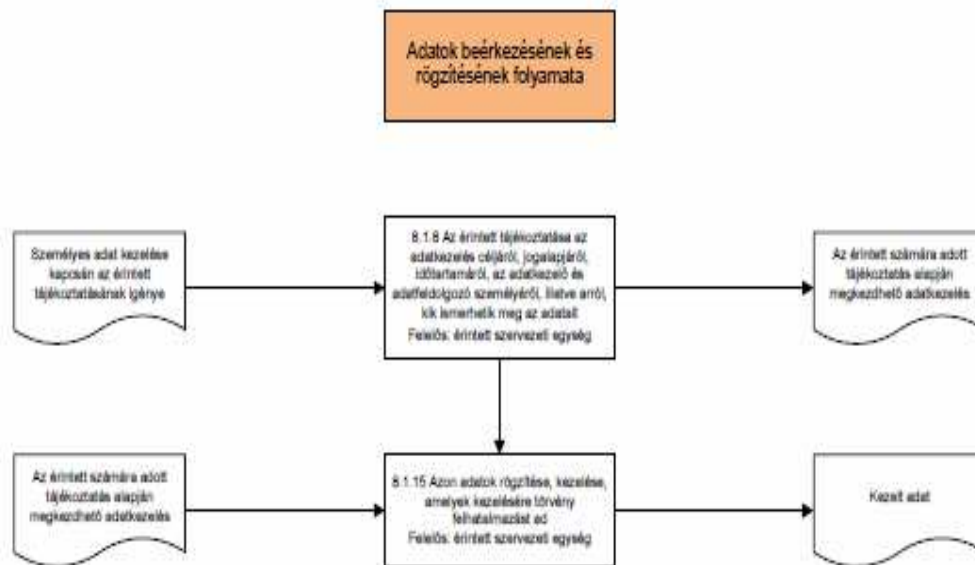 Adatok beérkezésének és
rögzítésének folyamata
Személyes adat kezelése
kapcsán az érintett
tájékoztatásának igénye
8.1.8 Az érintett tájékoztatása az
adatkezelés céljáról, jogalapjáról,
időtartamáról, az adatkezelő és
adatfeldolgozó személyéről, illetve arról,
kik ismerhetik meg az adatait
Felelős: érintett szervezeti egység
Az érintett számára adott
tájékoztatás alapján
megkezdhető adatkezelés
Az érintett számára adott
tájékoztatás alapján
megkezdhető adatkezelés
8.1.15 Azon adatok rögzítése, kezelése,
amelyek kezelésére törvény
felhatalmazást ad
Felelős: érintett szervezeti egység
Kezelt adat